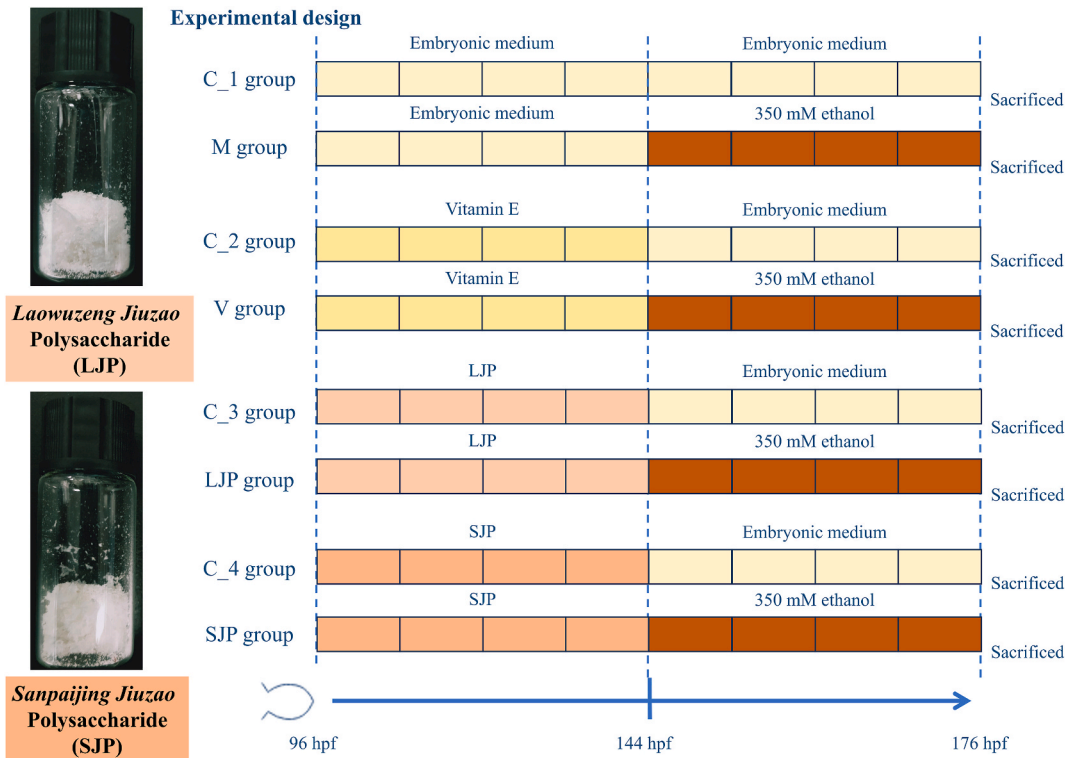 Experimental design
Embryonic medium
Embryonic medium
C_1 group
Sacrificed
Embryonic medium
350 mM ethanol
M group
Sacrificed
Vitamin E
Embryonic medium
C_2 group
Sacrificed
Vitamin E
350 mM ethanol
V group
Sacrificed
Laowuzeng Jiuzao
Polysaccharide
(LJP)
LJP
Embryonic medium
C_3 group
Sacrificed
LJP
350 mM ethanol
LJP group
Sacrificed
SJP
Embryonic medium
C_4 group
Sacrificed
SJP
350 mM ethanol
SJP group
Sacrificed
Sanpaijing Jiuzao
Polysaccharide
(SJP)
96 hpf
144 hpf
176 hpf